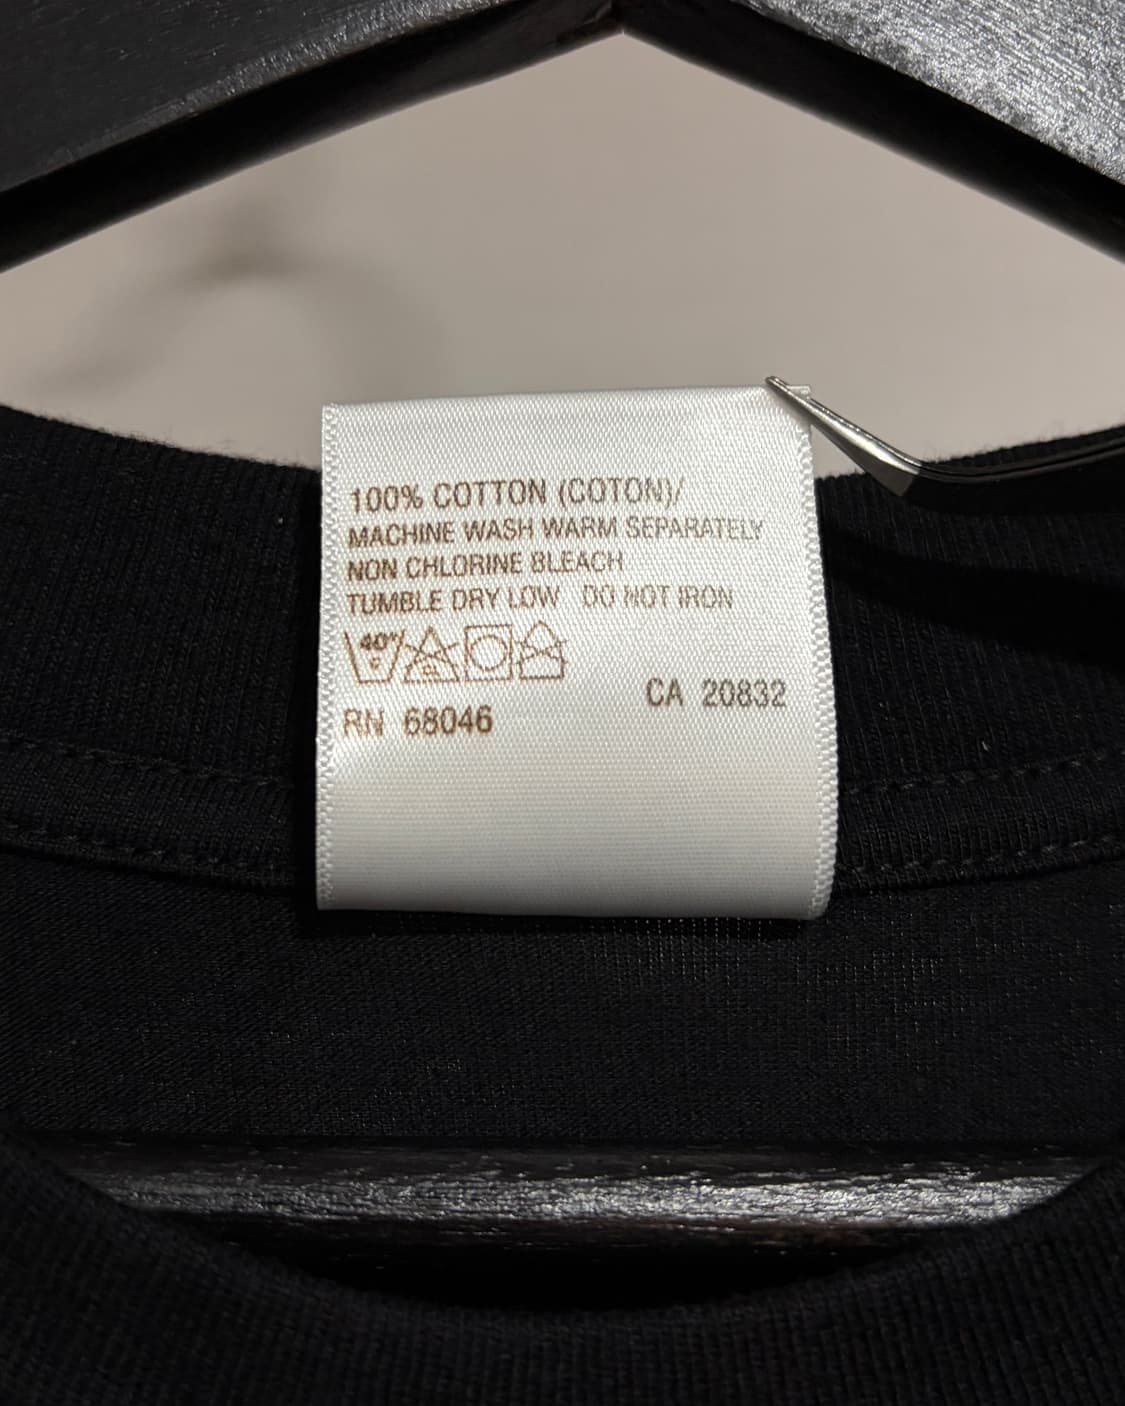 100% COTTON (COTON)/
MACHINE WASH WARM SEPARATELY
NON CHLORINE BLEACH
TUMBLE DRY LOW DO NOT IRON
40°
C
CA 20832
RN 68046